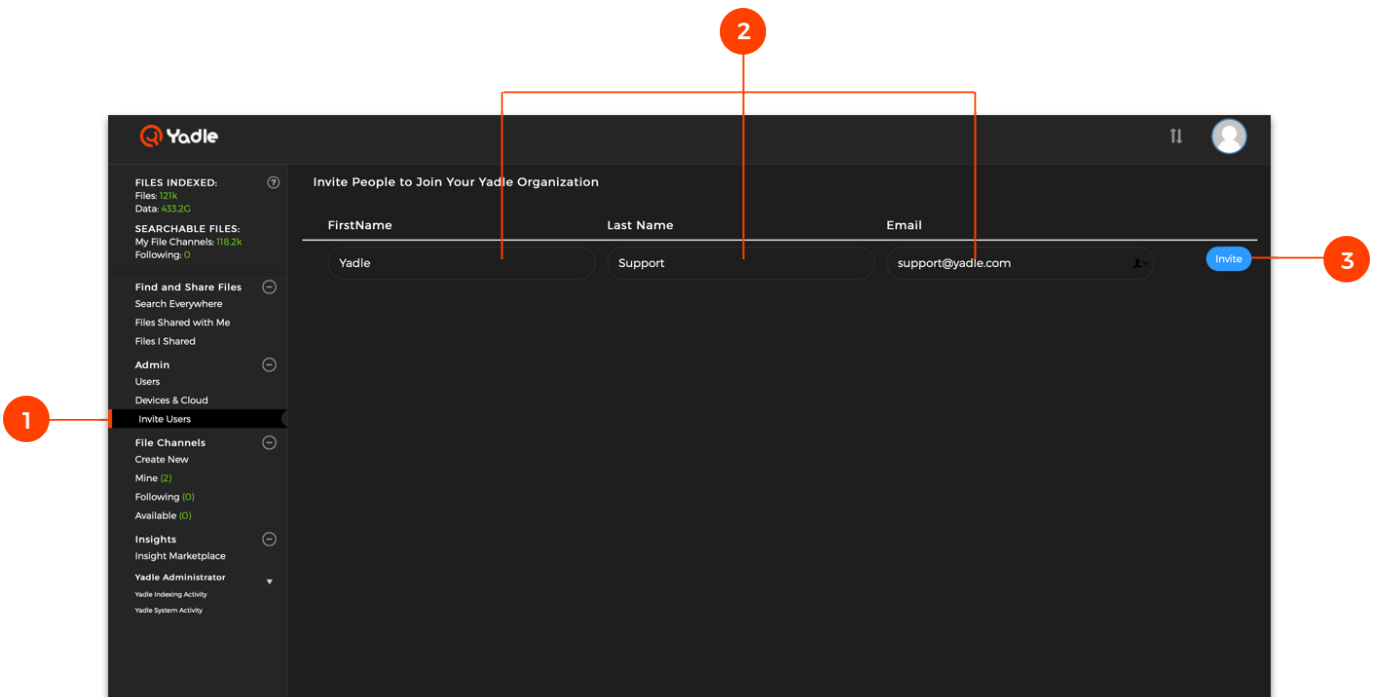 2
Yadle
FILES INDEXED:
Files: 121k
Data: 433.2G
SEARCHABLE FILES:
My File Channels: 118.2k
Following: 0
Find and Share Files
Search Everywhere
Files Shared with Me
Files I Shared
Admin
Users
Devices & Cloud
1
Invite Users
File Channels
Create New
Mine (2)
Following (0)
Available (0)
Insights
Insight Marketplace
Yadle Administrator
Yadle Indexing Activity
Yadle System Activity
Invite People to Join Your Yadle Organization
FirstName Last Name Email
Yadle Support support@yadle.com Invite
3